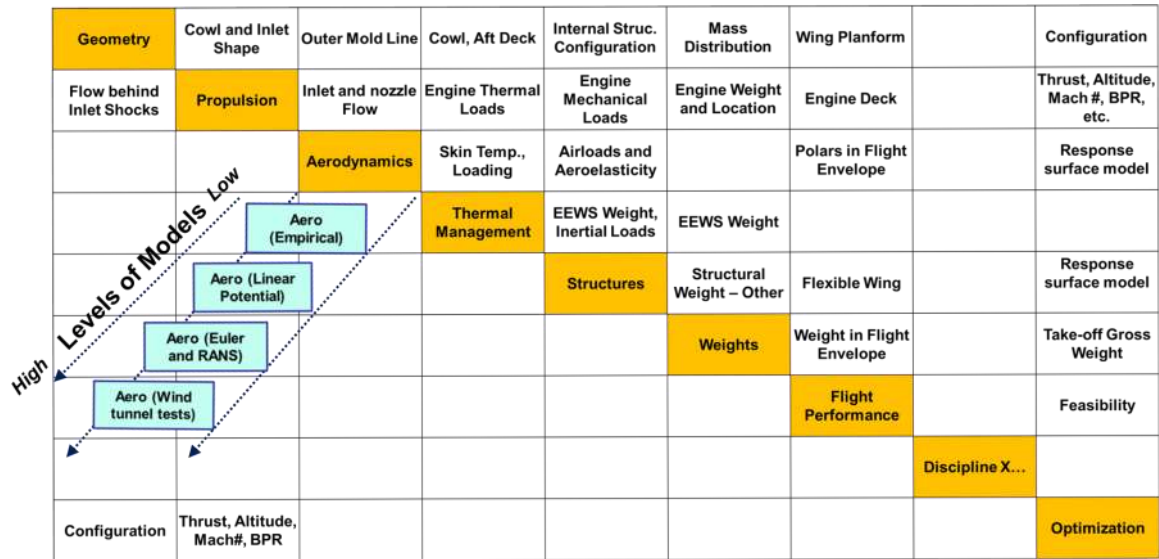 Geometry
Cowl and Inlet
Shape
Outer Mold Line
Cowl, Aft Deck
Internal Struc.
Configuration
Mass
Distribution
Wing Planform
Configuration
Flow behind
Inlet Shocks
Propulsion
Inlet and nozzle
Flow
Engine Thermal
Loads
Engine
Mechanical
Loads
Engine Weight
and Location
Engine Deck
Thrust, Altitude,
Mach #, BPR,
etc.
Aerodynamics
Skin Temp.,
Loading
Airloads and
Aeroelasticity
Polars in Flight
Envelope
Response
surface model
Low
Levels of Models
High
Aero
(Empirical)
Thermal
Management
EEWS Weight,
Inertial Loads
EEWS Weight
Aero (Linear
Potential)
Structures
Structural
Weight – Other
Flexible Wing
Response
surface model
Aero (Euler
and RANS)
Weights
Weight in Flight
Envelope
Take-off Gross
Weight
Aero (Wind
tunnel tests)
Flight
Performance
Feasibility
Discipline X…
Configuration
Thrust, Altitude,
Mach#, BPR
Optimization